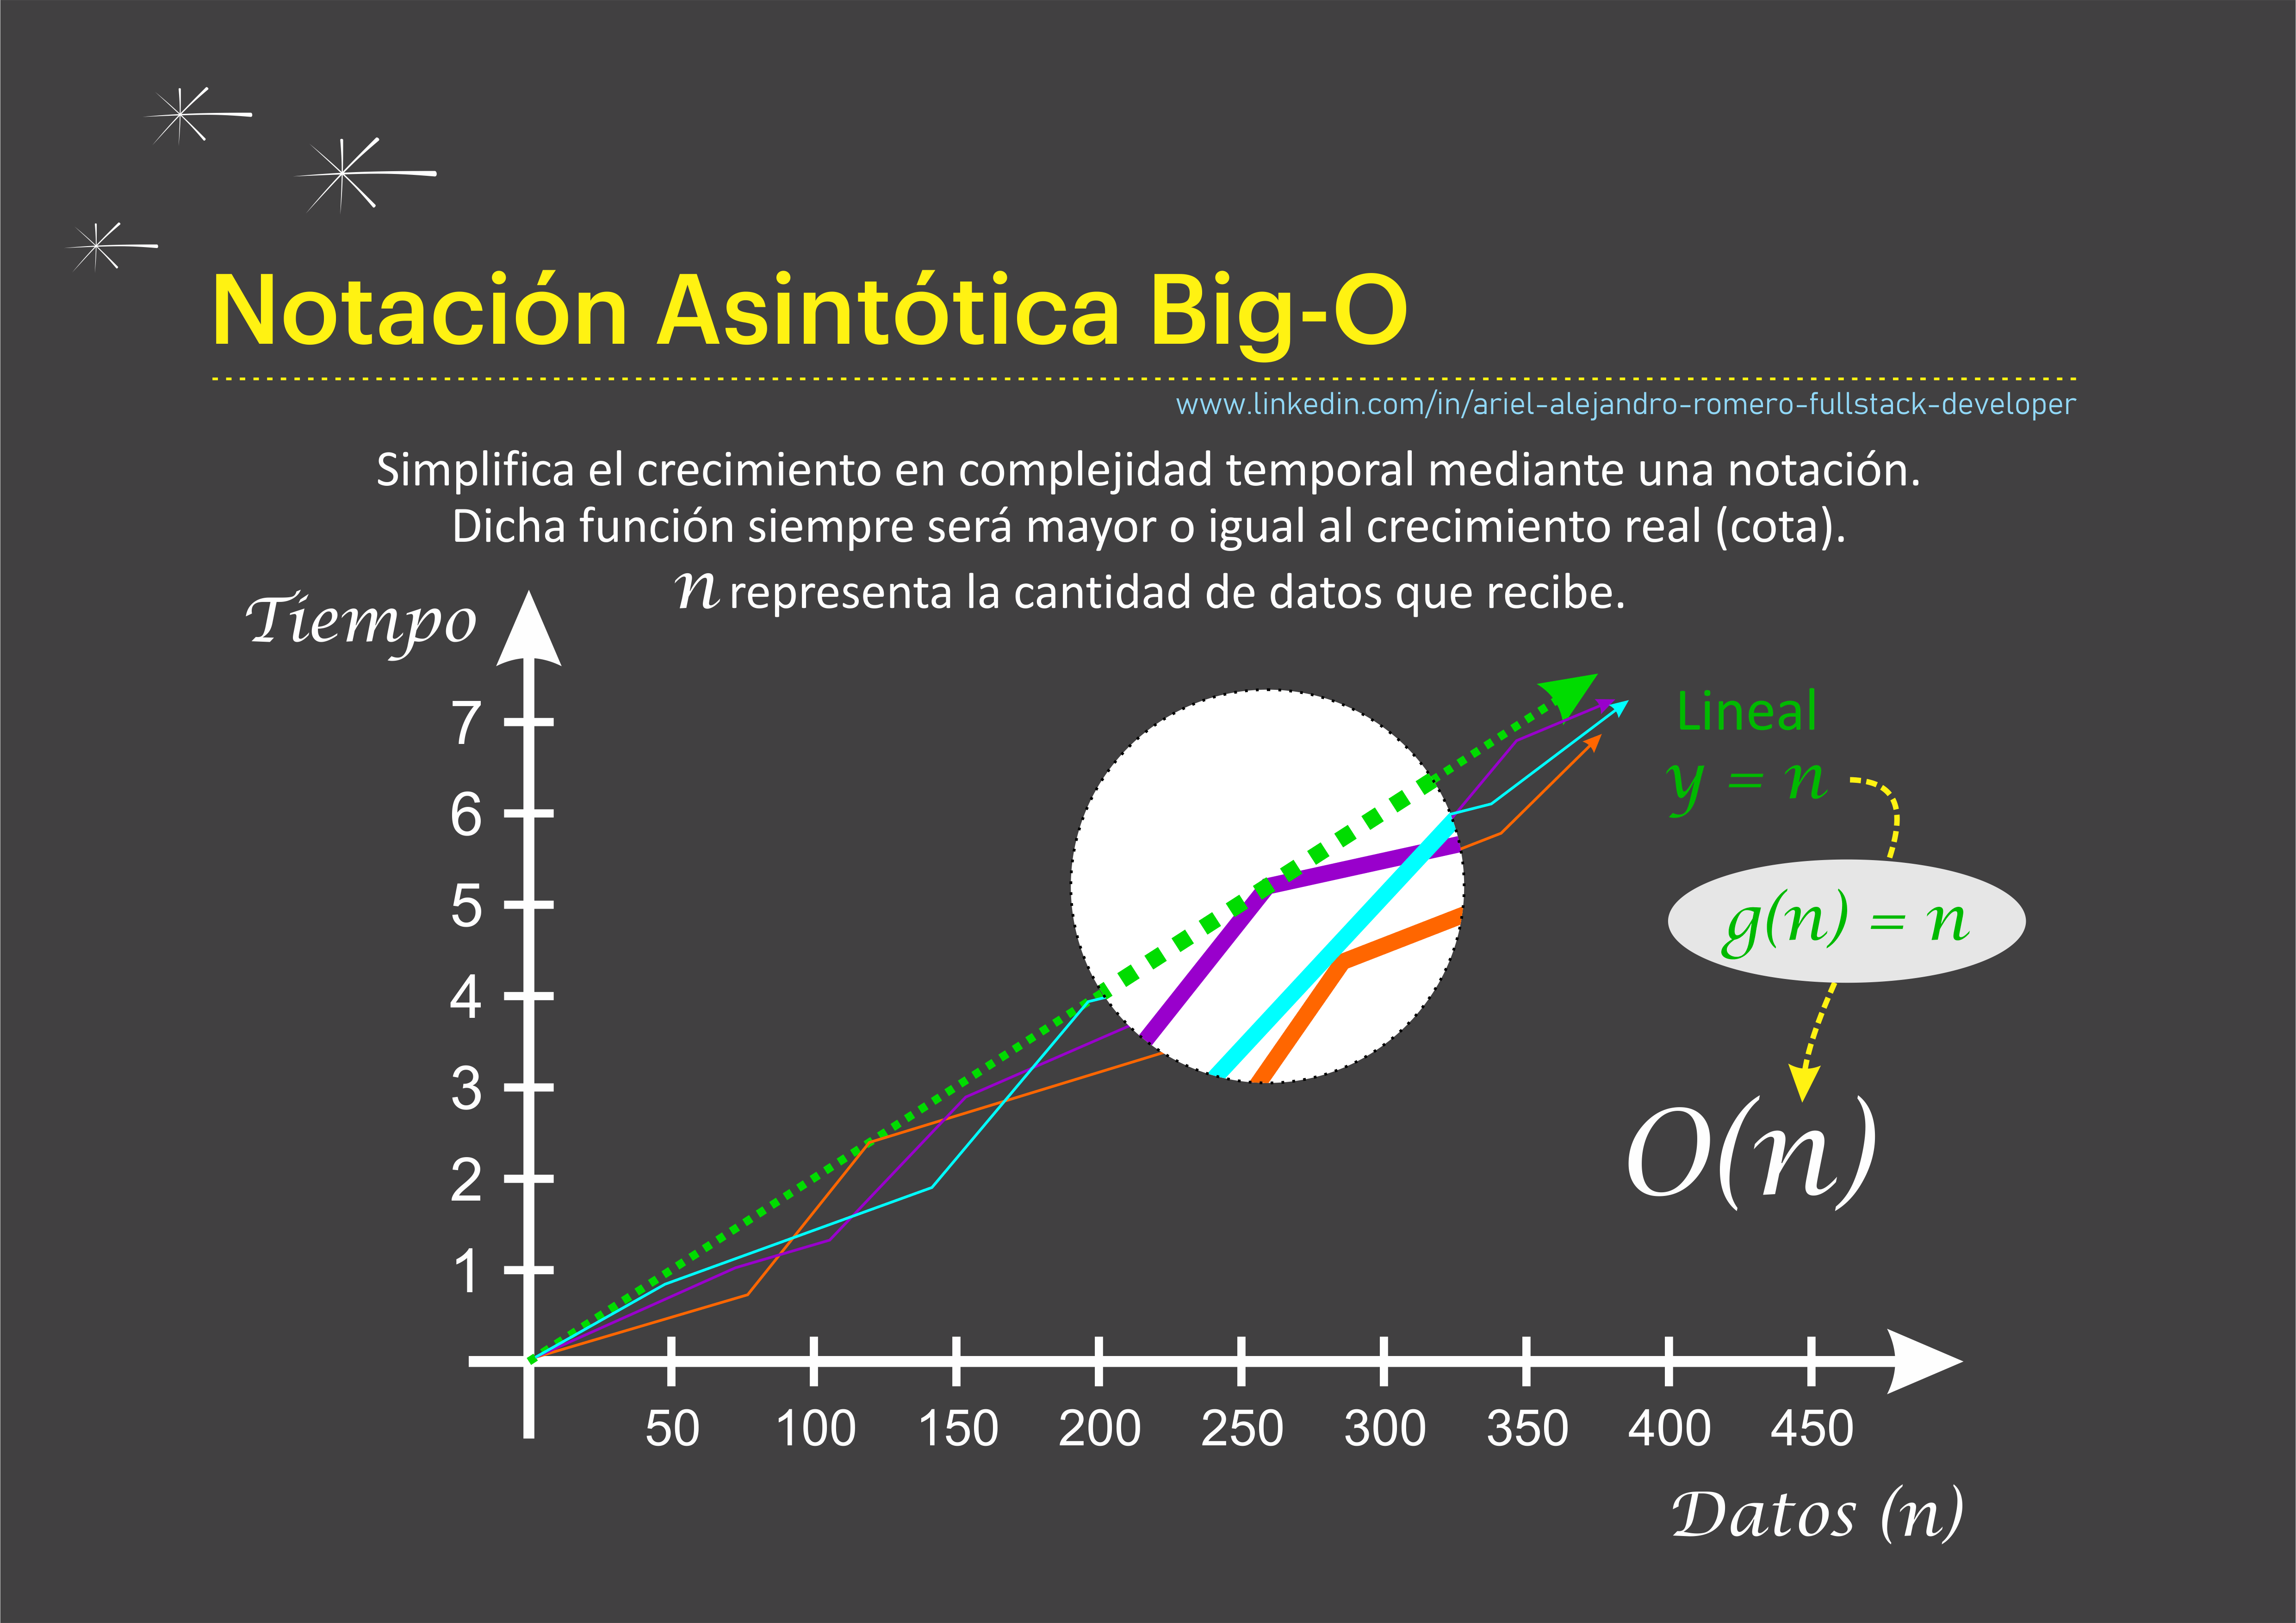 Notación Asintótica Big-O
www.linkedin.com/in/ariel-alejandro-romero-fullstack-developer
Simplifica el crecimiento en complejidad temporal mediante una notación.
Dicha función siempre será mayor o igual al crecimiento real (cota).
n representa la cantidad de datos que recibe.
Tiempo
7
6
5
4
3
2
1
Lineal
y = n
g(n) = n
O(n)
50 100 150 200 250 300 350 400 450
Datos (n)